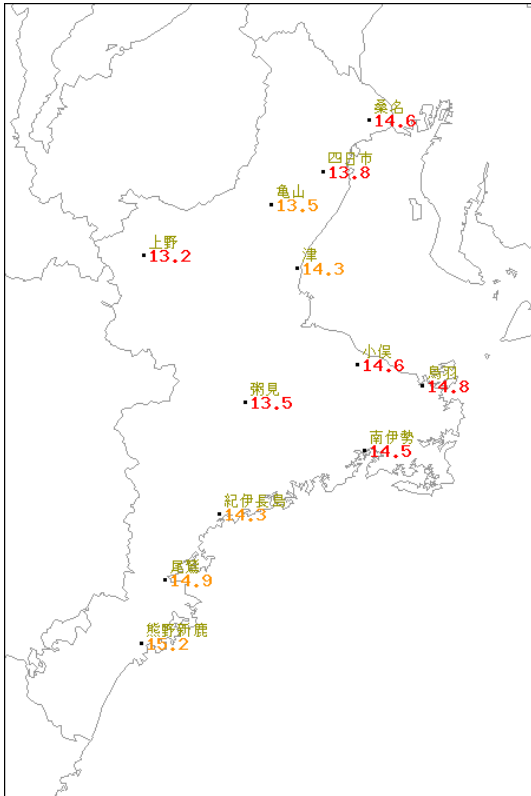 桑名
14.6
四日市
13.8
亀山
13.5
上野
13.2
津
14.3
小俣
14.6
鳥羽
14.8
粥見
13.5
南伊勢
14.5
紀伊長島
14.3
尾鷲
14.9
熊野新鹿
15.2